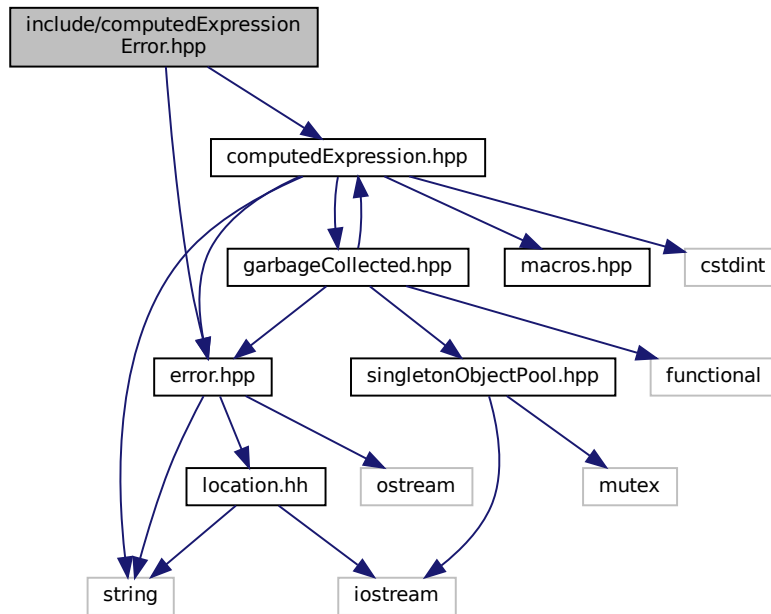 include/computedExpression
Error.hpp
computedExpression.hpp
garbageCollected.hpp
macros.hpp
cstdint
error.hpp
singletonObjectPool.hpp
functional
location.hh
ostream
mutex
string
iostream